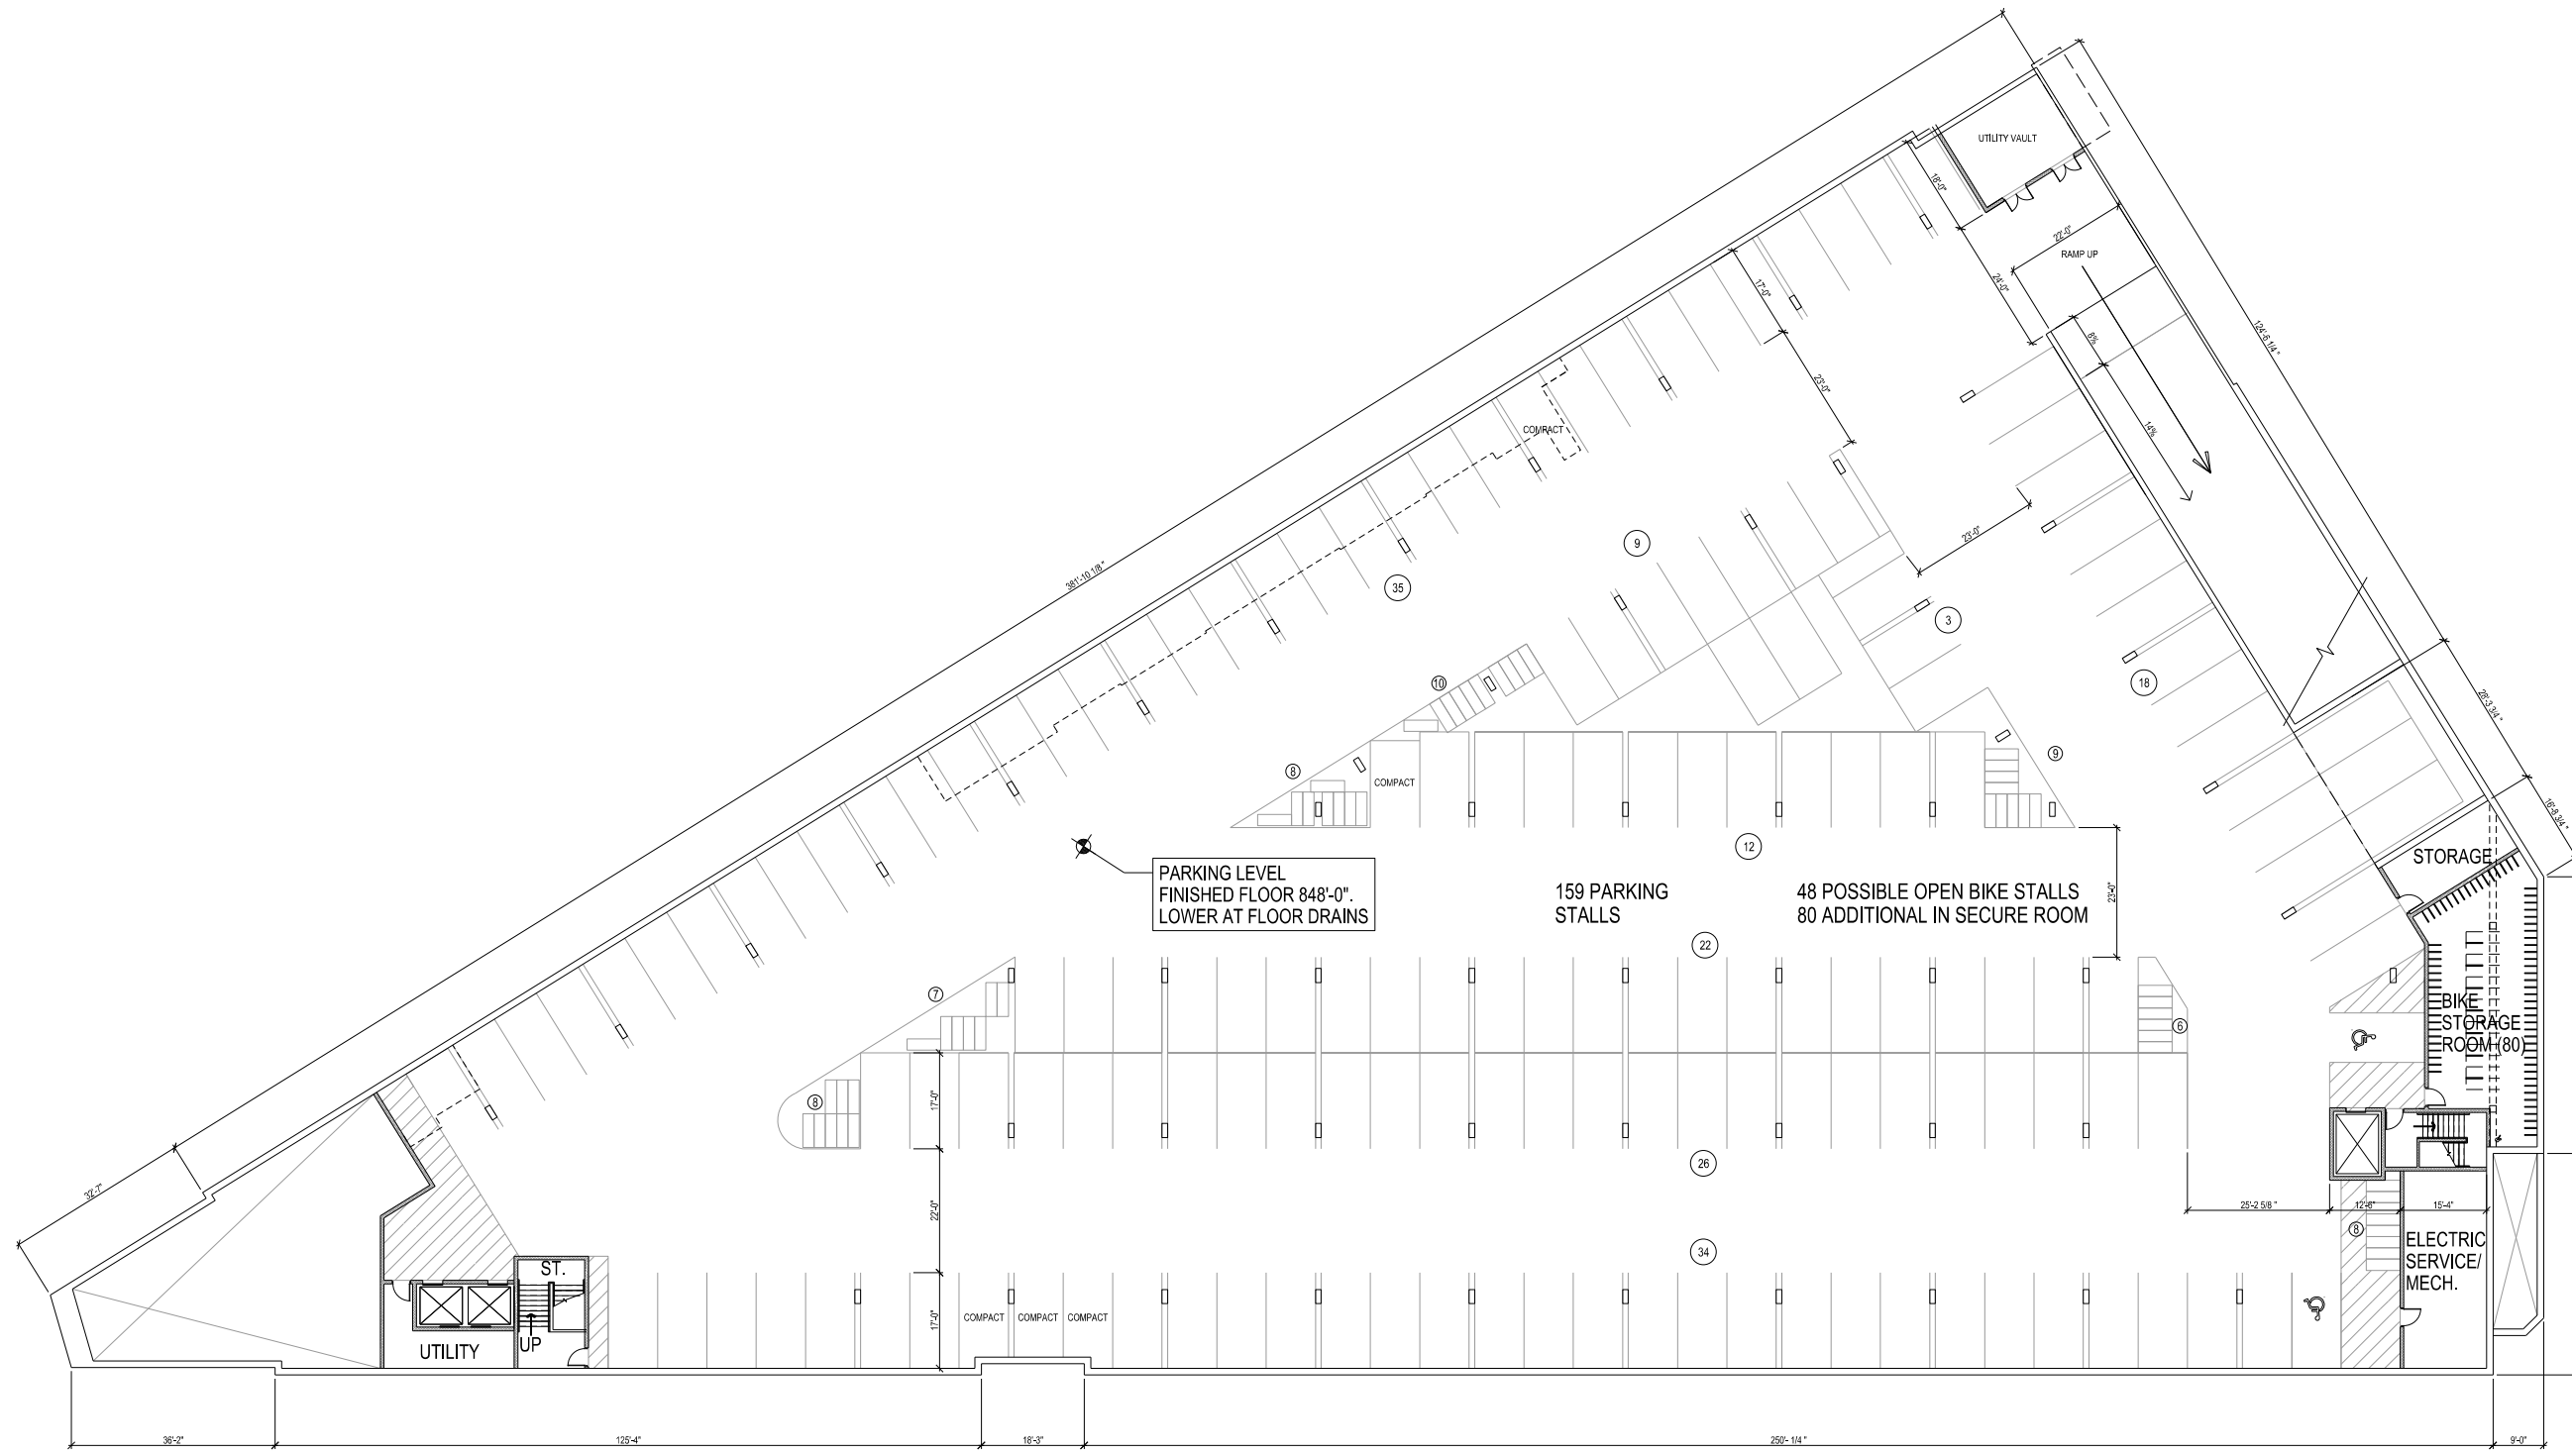 UTILITY VAULT
18'-0"
22'-0"
RAMP UP
24'-0"
17'-0"
8%
124'-6 1/4"
23'-0"
14%
COMPACT
381'-10 1/8"
9
35
23'-0"
3
18
10
28'-3 3/4"
9
8
COMPACT
16'-8 3/4"
12
PARKING LEVEL
FINISHED FLOOR 848'-0".
LOWER AT FLOOR DRAINS
159 PARKING
STALLS
48 POSSIBLE OPEN BIKE STALLS
80 ADDITIONAL IN SECURE ROOM
23'-0"
STORAGE
22
7
6
BIKE
STORAGE
ROOM (80)
8
17'-0"
26
32'-7"
22'-0"
25'-2 5/8"
12'-6"
15'-4"
34
8
ELECTRIC
SERVICE/
MECH.
ST.
17'-0"
COMPACT
COMPACT
COMPACT
UTILITY
UP
36'-2"
125'-4"
18'-3"
250'- 1/4"
9'-0"